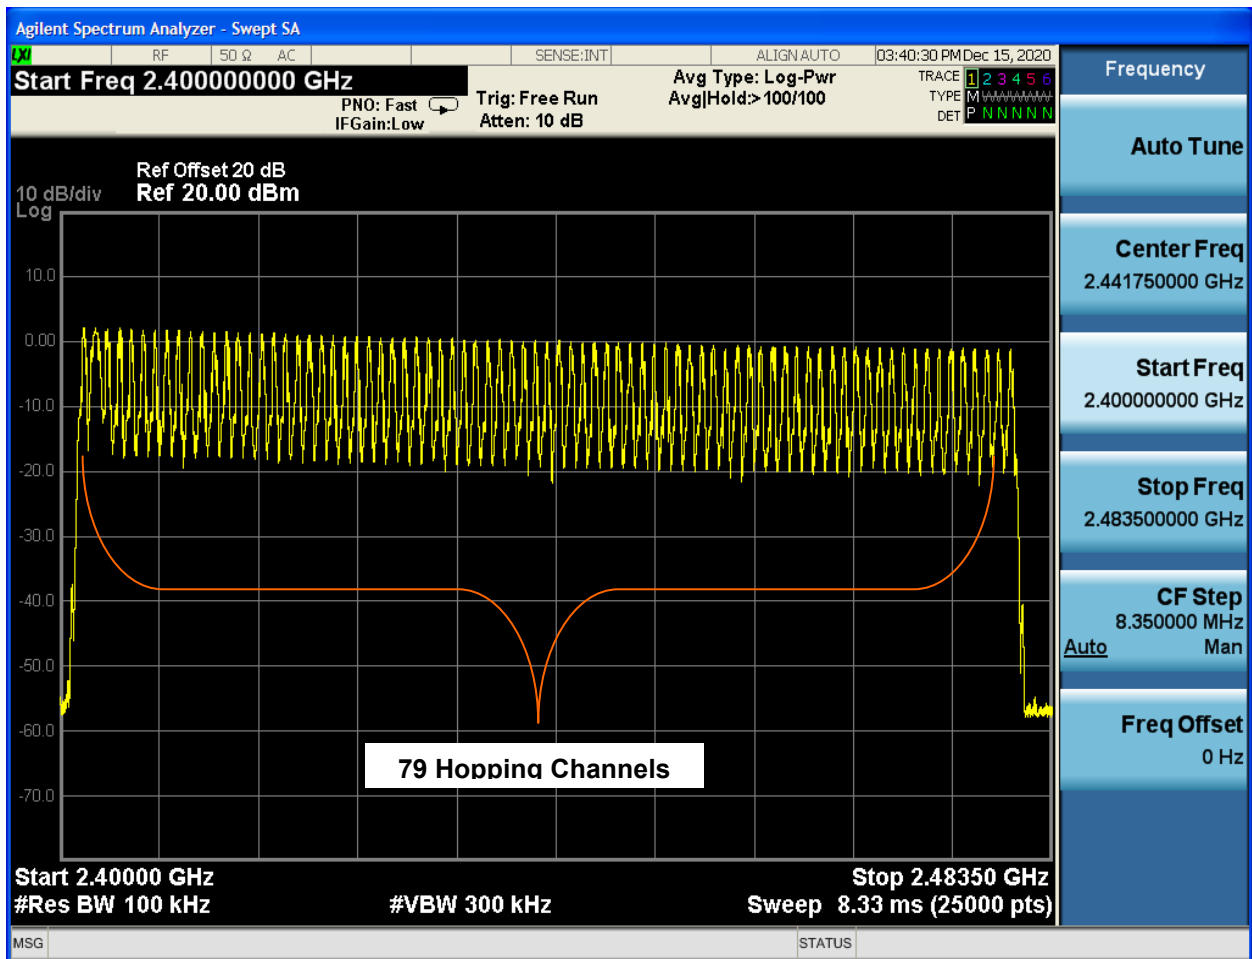 Agilent Spectrum Analyzer - Swept SA
LXI RF 50 Ω AC SENSE:INT ALIGN AUTO 03:40:30 PM Dec 15, 2020
Start Freq 2.400000000 GHz
PNO: Fast
IFGain:Low
Trig: Free Run
Atten: 10 dB
Avg Type: Log-Pwr
Avg|Hold:> 100/100
TRACE 1 2 3 4 5 6
TYPE M
DET P N N N N N
Ref Offset 20 dB
10 dB/div Ref 20.00 dBm
Log
10.0
0.00
-10.0
-20.0
-30.0
-40.0
-50.0
-60.0
-70.0
79 Hopping Channels
Start 2.40000 GHz Stop 2.48350 GHz
#Res BW 100 kHz #VBW 300 kHz Sweep 8.33 ms (25000 pts)
MSG STATUS
Frequency
Auto Tune
Center Freq
2.441750000 GHz
Start Freq
2.400000000 GHz
Stop Freq
2.483500000 GHz
CF Step
8.350000 MHz
Auto Man
Freq Offset
0 Hz